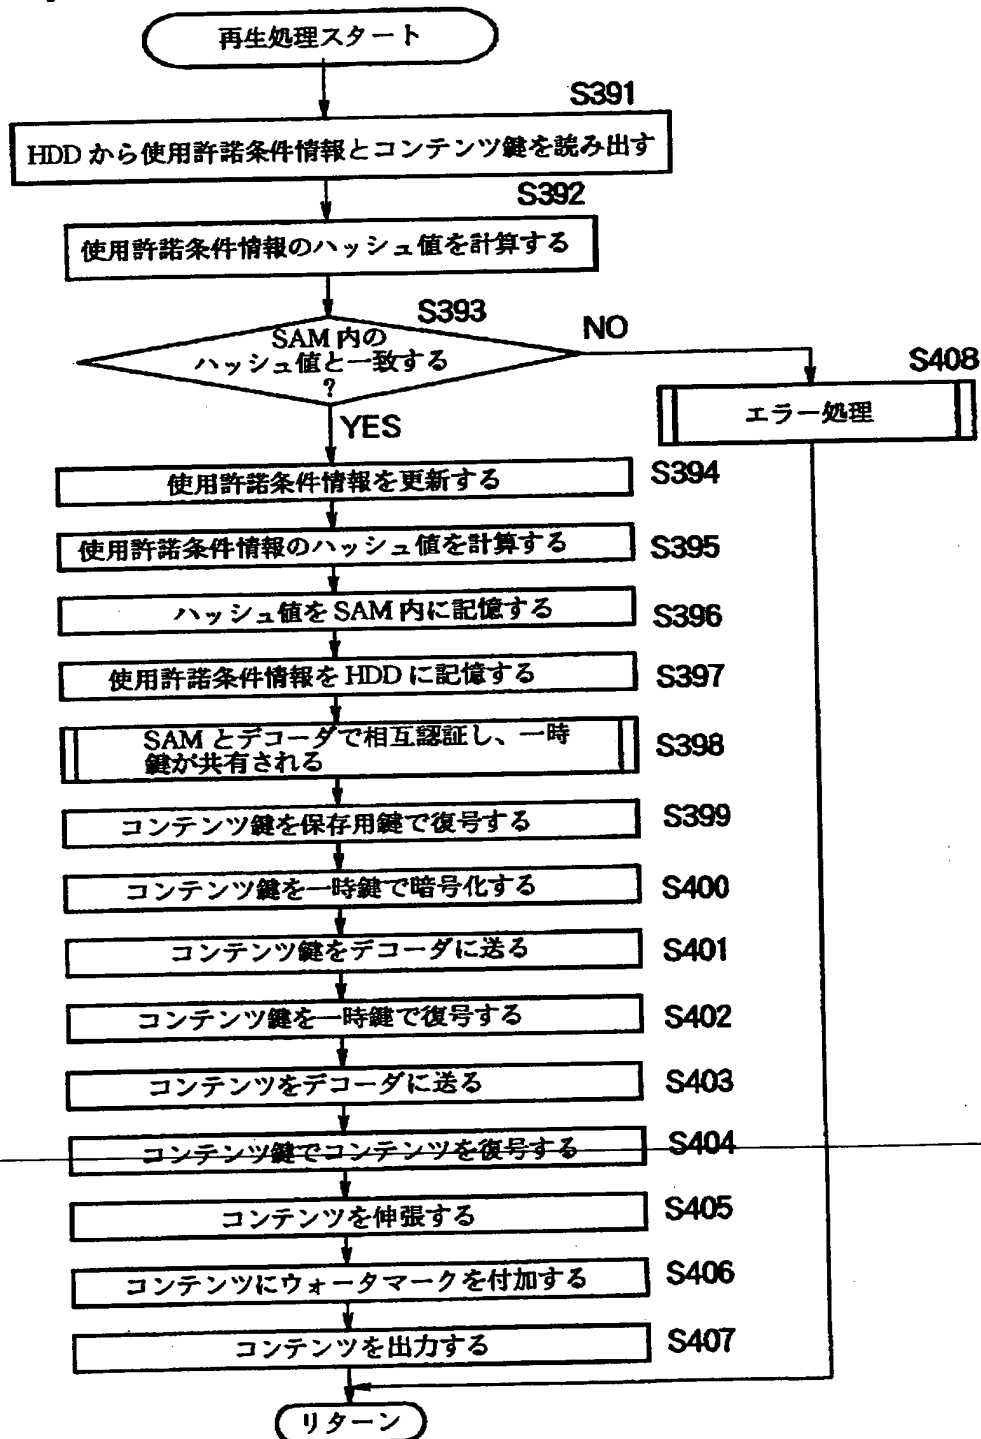 再生処理スタート
S391
HDDから使用許諾条件情報とコンテンツ鍵を読み出す
S392
使用許諾条件情報のハッシュ値を計算する
S393
SAM内の
ハッシュ値と一致する
?
NO
S408
エラー処理
YES
使用許諾条件情報を更新する
S394
使用許諾条件情報のハッシュ値を計算する
S395
ハッシュ値をSAM内に記憶する
S396
使用許諾条件情報をHDDに記憶する
S397
SAMとデコーダで相互認証し、一時
鍵が共有される
S398
コンテンツ鍵を保存用鍵で復号する
S399
コンテンツ鍵を一時鍵で暗号化する
S400
コンテンツ鍵をデコーダに送る
S401
コンテンツ鍵を一時鍵で復号する
S402
コンテンツをデコーダに送る
S403
コンテンツ鍵でコンテンツを復号する
S404
コンテンツを伸張する
S405
コンテンツにウォータマークを付加する
S406
コンテンツを出力する
S407
リターン